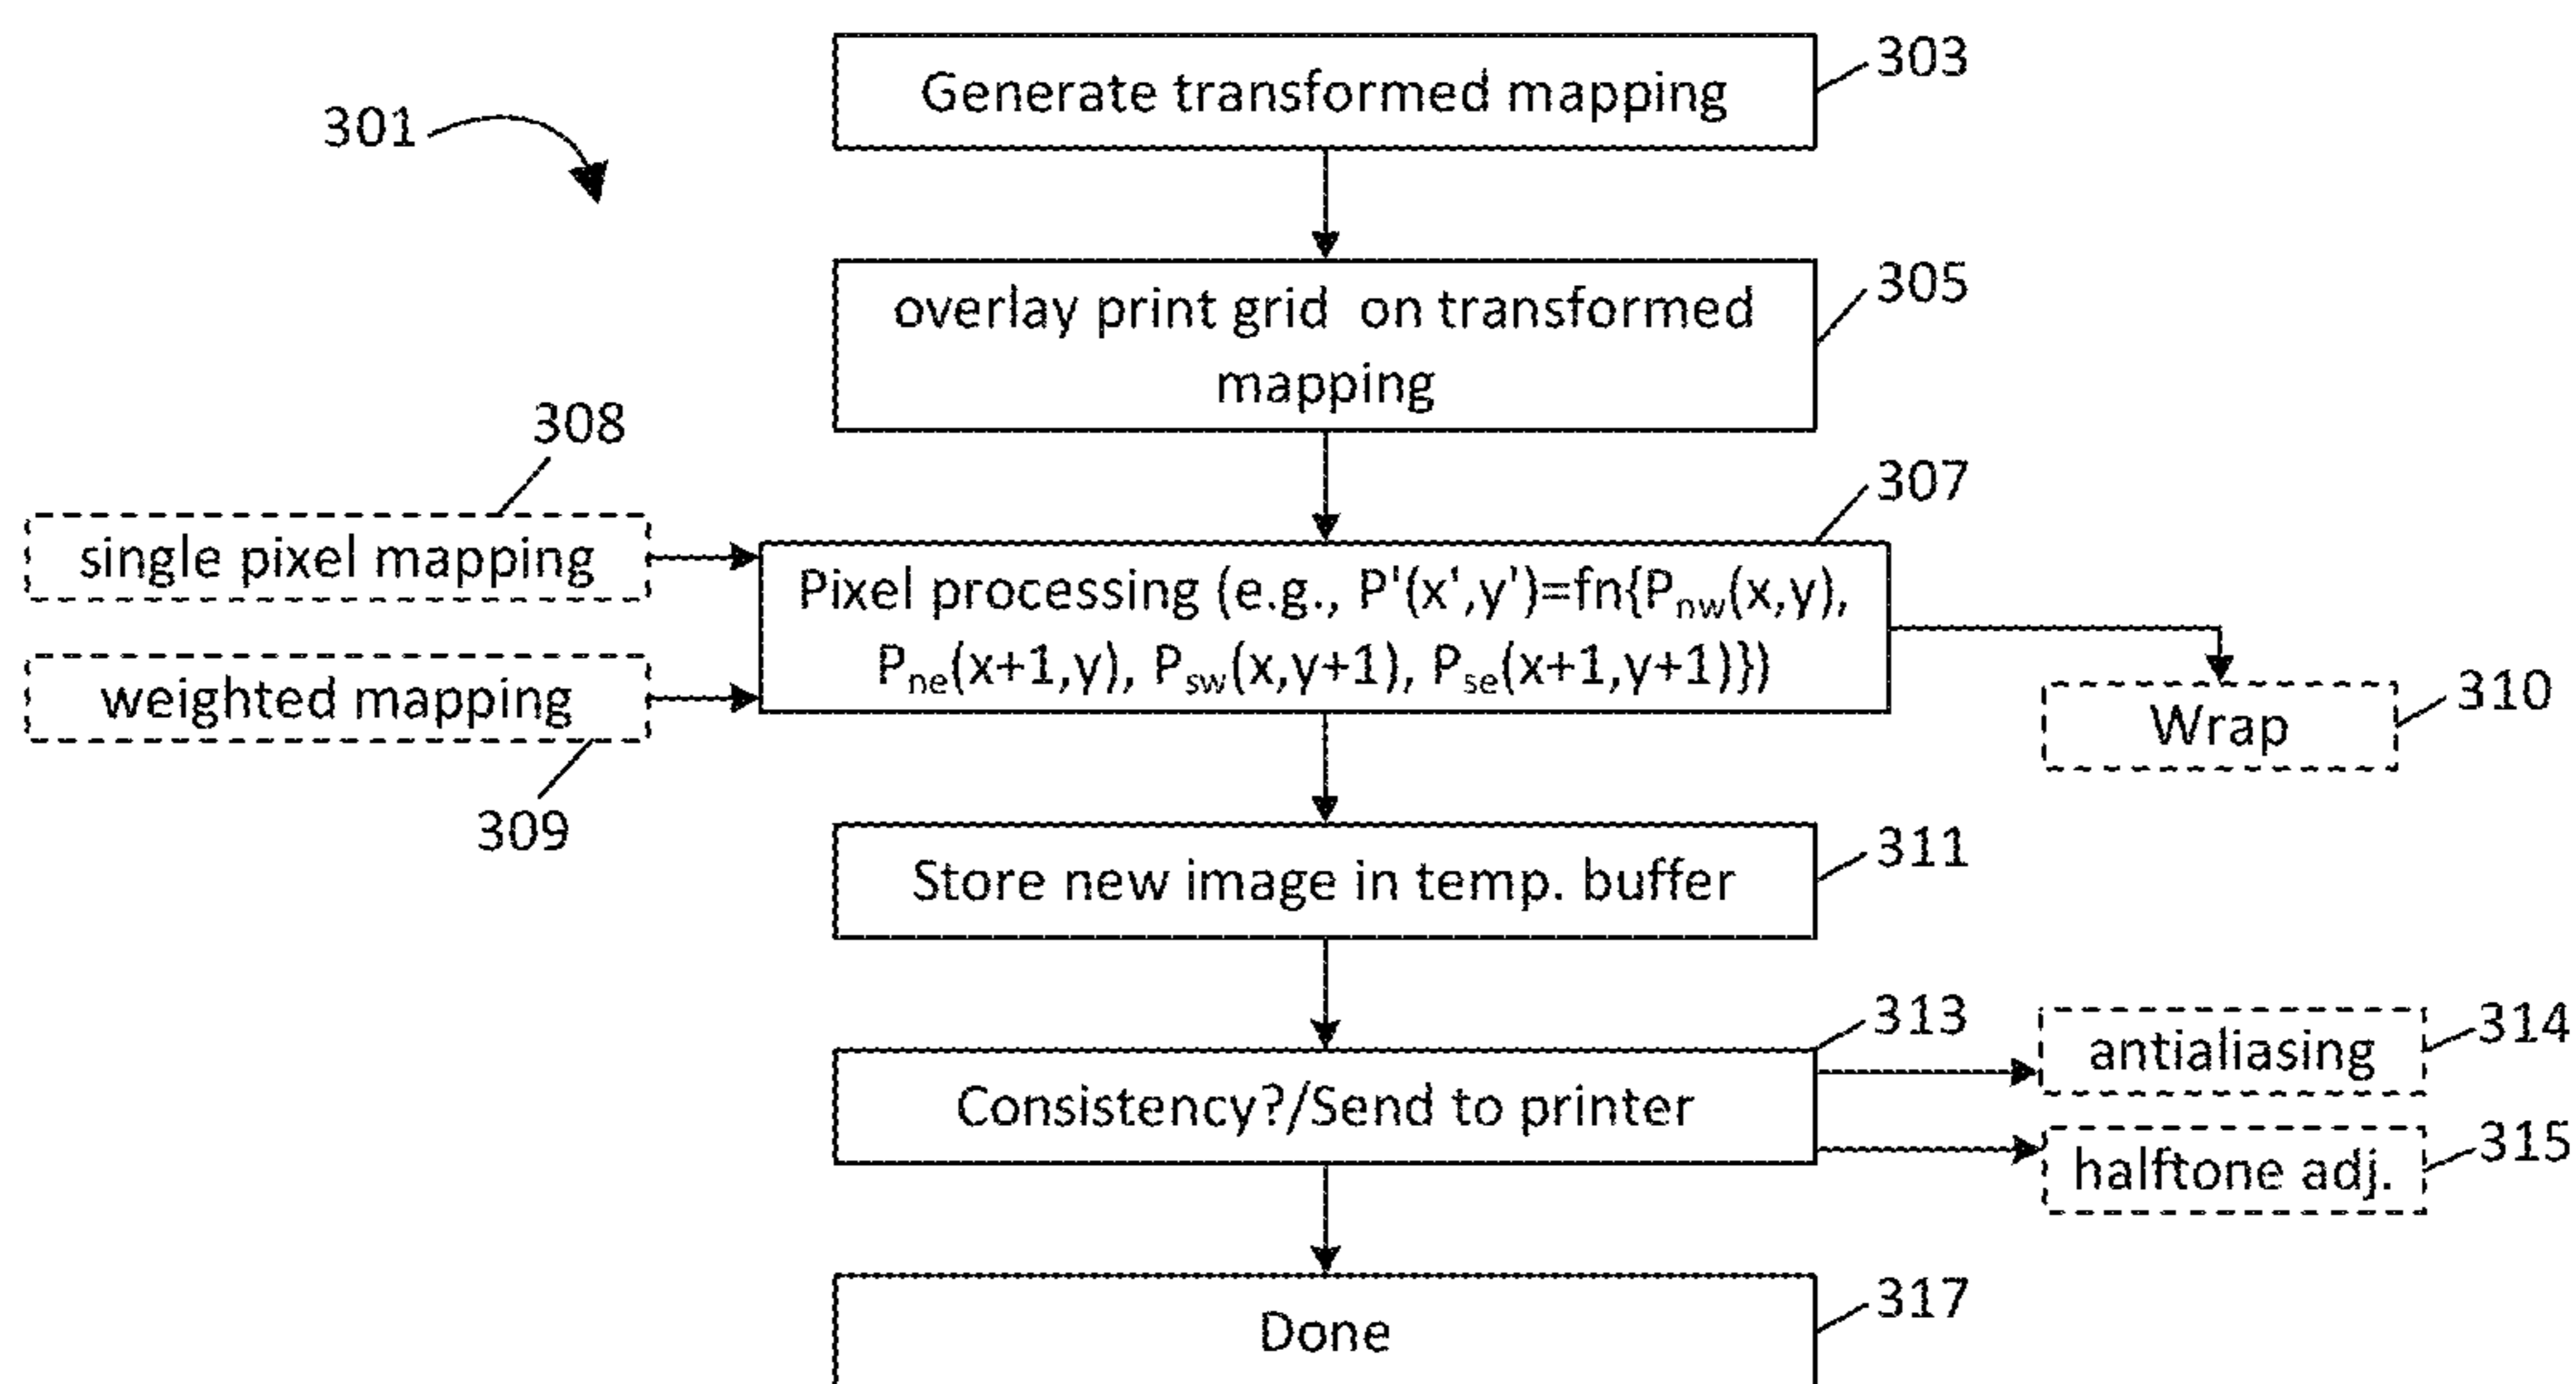 303
Generate transformed mapping
301
305
overlay print grid on transformed
mapping
308
307
single pixel mapping
Pixel processing (e.g., P'(x',y')=fn{Pnw(x,y),
Pne(x+1,y), Psw(x,y+1), Pse(x+1,y+1)})
weighted mapping
310
Wrap
309
311
Store new image in temp. buffer
313
314
antialiasing
Consistency?/Send to printer
315
halftone adj.
317
Done